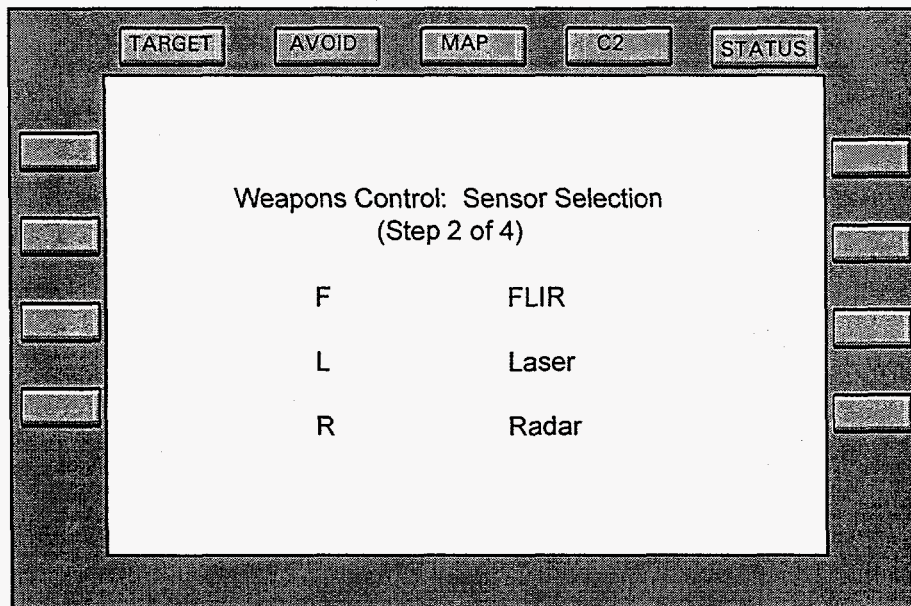 TARGET AVOID MAP C2 STATUS
Weapons Control: Sensor Selection
(Step 2 of 4)
F FLIR
L Laser
R Radar